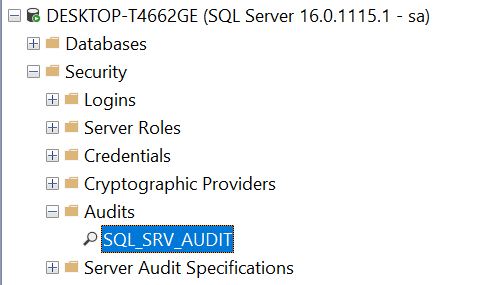 DESKTOP-T4662GE (SQL Server 16.0.1115.1 - sa)
Databases
Security
Logins
Server Roles
Credentials
Cryptographic Providers
Audits
SQL_SRV_AUDIT
Server Audit Specifications